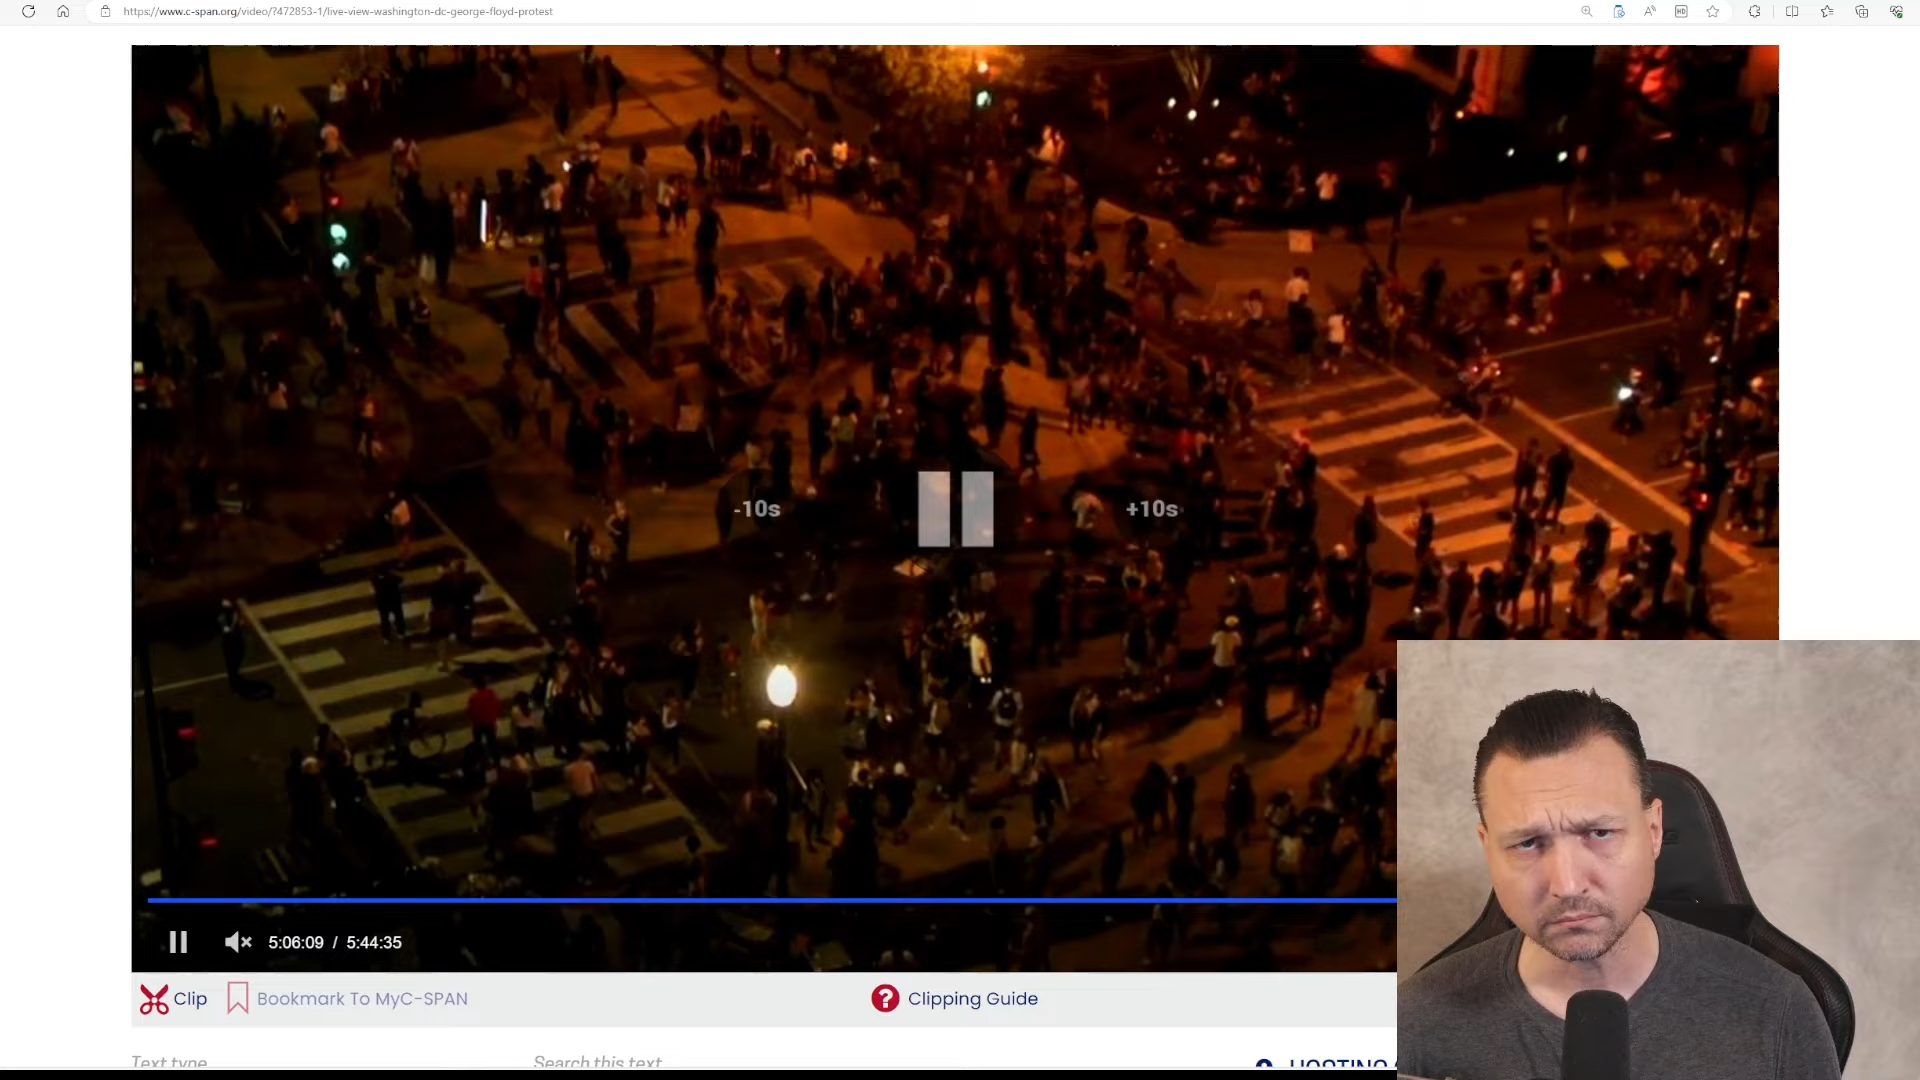 https://www.c-span.org/video/?472853-1/live-view-washington-dc-george-floyd-protest
-10s
+10s
5:06:09 / 5:44:35
Clip
Bookmark To MyC-SPAN
? Clipping Guide
Text type
Search this text
HOSTING